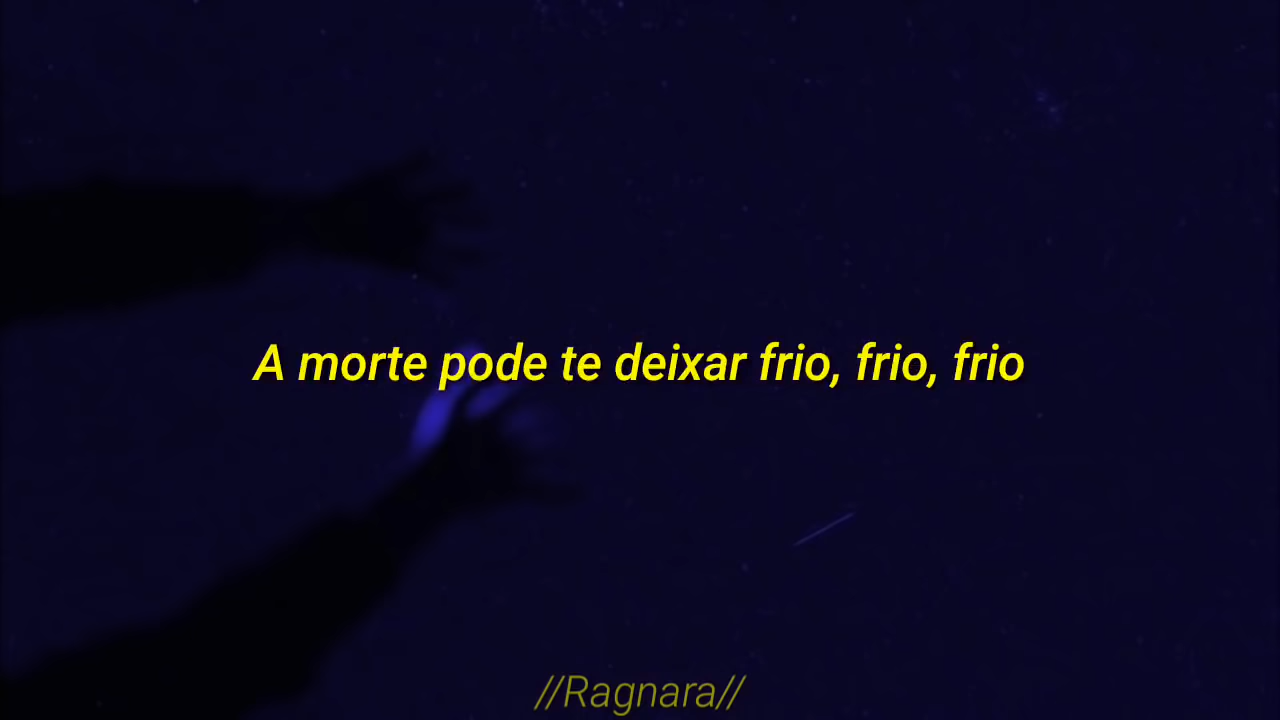 A morte pode te deixar frio, frio, frio
//Ragnara//